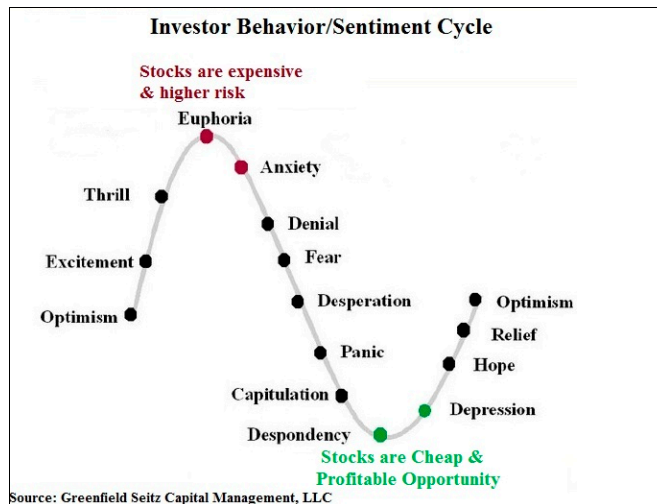 Investor Behavior/Sentiment Cycle
Stocks are expensive
& higher risk
Euphoria
Anxiety
Thrill
Denial
Excitement
Fear
Desperation
Optimism
Optimism
Relief
Panic
Hope
Capitulation
Depression
Despondency
Stocks are Cheap &
Profitable Opportunity
Source: Greenfield Seitz Capital Management, LLC